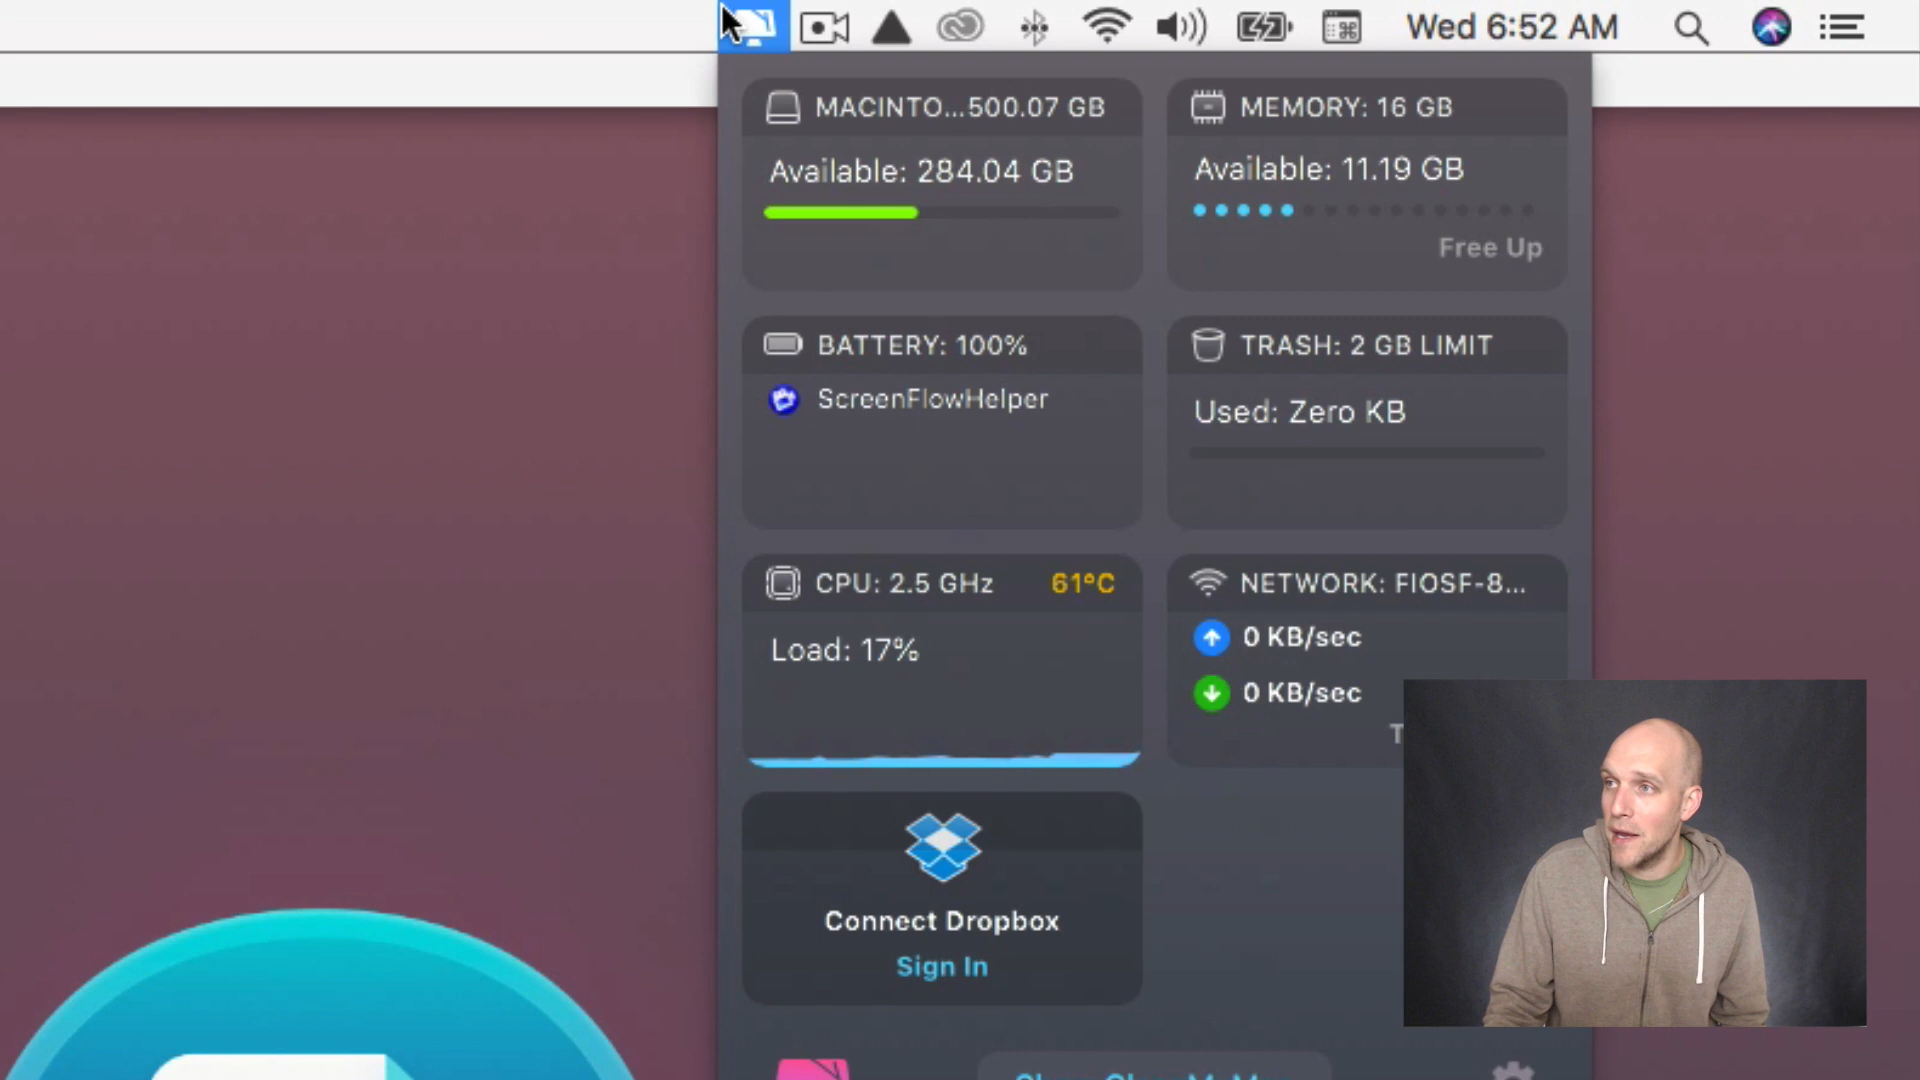 Wed 6:52 AM
MACINTO...500.07 GB
Available: 284.04 GB
MEMORY: 16 GB
Available: 11.19 GB
Free Up
BATTERY: 100%
ScreenFlowHelper
TRASH: 2 GB LIMIT
Used: Zero KB
CPU: 2.5 GHz
61°C
Load: 17%
NETWORK: FIOSF-8...
0 KB/sec
0 KB/sec
T
Connect Dropbox
Sign In